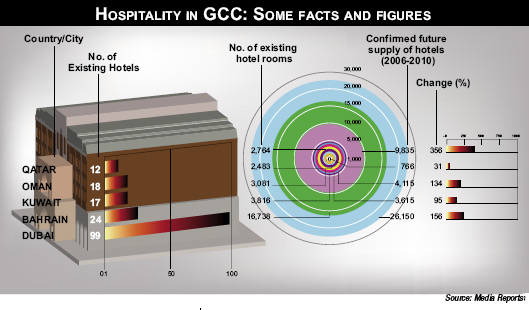 HOSPITALITY IN GCC: SOME FACTS AND FIGURES
Country/City
No. of
Existing Hotels
No. of existing
hotel rooms
Confirmed future
supply of hotels
(2006-2010)
Change (%)
30,000
20,000
15,000
10,000
5,000
1,000
0
0 250 500 750 1000
QATAR 12 2,764 9,835 356
OMAN 18 2,483 766 31
KUWAIT 17 3,081 4,115 134
BAHRAIN 24 3,816 3,615 95
DUBAI 99 16,738 26,150 156
01 50 100
Source: Media Reports